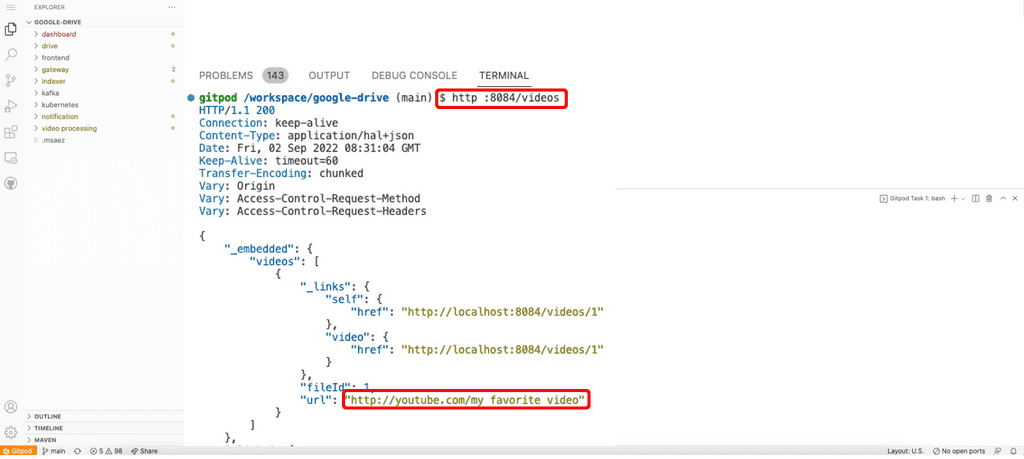 EXPLORER
···
GOOGLE-DRIVE
dashboard
drive
frontend
gateway 2
indexer
kafka
kubernetes
notification
video processing
.msaez
OUTLINE
TIMELINE
MAVEN
PROBLEMS 143 OUTPUT DEBUG CONSOLE TERMINAL
gitpod /workspace/google-drive (main) $ http :8084/videos
HTTP/1.1 200
Connection: keep-alive
Content-Type: application/hal+json
Date: Fri, 02 Sep 2022 08:31:04 GMT
Keep-Alive: timeout=60
Transfer-Encoding: chunked
Vary: Origin
Vary: Access-Control-Request-Method
Vary: Access-Control-Request-Headers
{
"_embedded": {
"videos": [
{
"_links": {
"self": {
"href": "http://localhost:8084/videos/1"
},
"video": {
"href": "http://localhost:8084/videos/1"
}
},
"fileId": 1,
"url": "http://youtube.com/my favorite video"
}
]
},
Gitpod Task 1: bash
Gitpod main 5 98 Share
Layout: U.S. No open ports